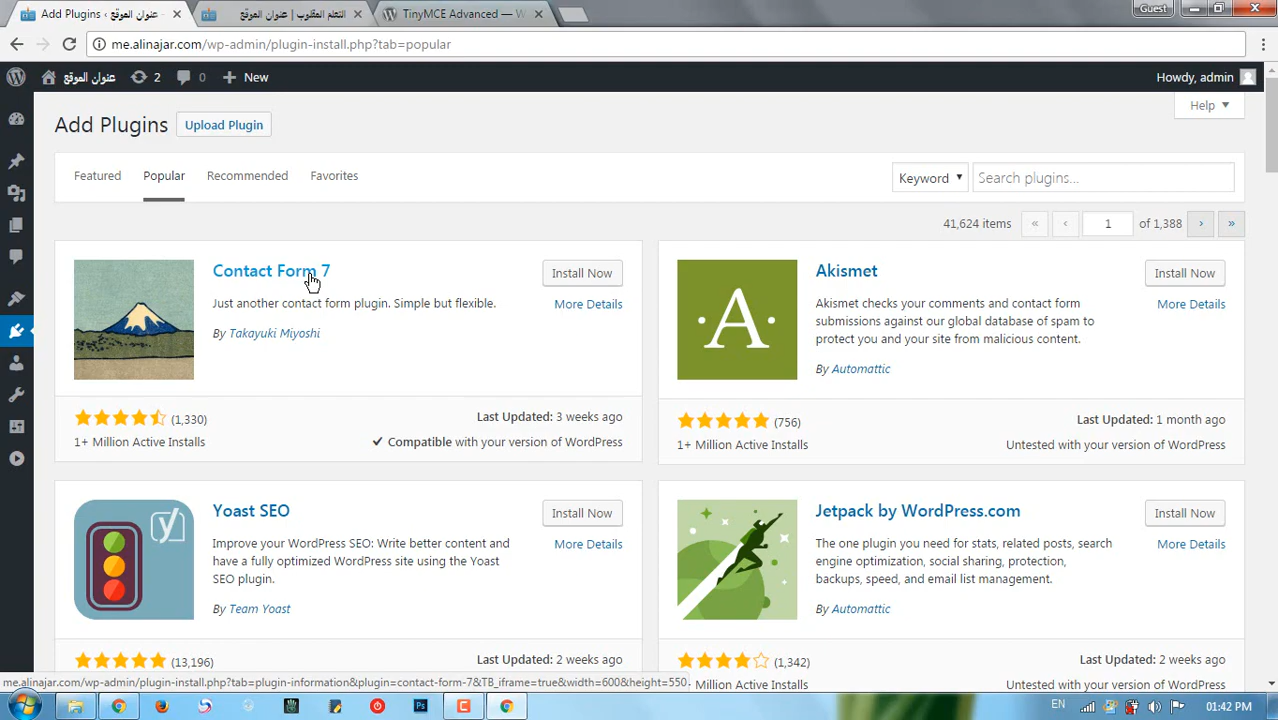 Add Plugins ‹ عنوان الموقع
التعلم المقلوب | عنوان الموقع
TinyMCE Advanced — W
Guest
me.alinajar.com/wp-admin/plugin-install.php?tab=popular
عنوان الموقع 2 0 New
Howdy, admin
Help
Add Plugins Upload Plugin
Featured Popular Recommended Favorites
Keyword Search plugins...
41,624 items « ‹ 1 of 1,388 › »
Contact Form 7
Install Now
Just another contact form plugin. Simple but flexible.
More Details
By Takayuki Miyoshi
(1,330)
Last Updated: 3 weeks ago
1+ Million Active Installs
Compatible with your version of WordPress
·A·
Akismet
Install Now
Akismet checks your comments and contact form
More Details
submissions against our global database of spam to
protect you and your site from malicious content.
By Automattic
(756)
Last Updated: 1 month ago
1+ Million Active Installs
Untested with your version of WordPress
y
Yoast SEO
Install Now
Improve your WordPress SEO: Write better content and
More Details
have a fully optimized WordPress site using the Yoast
SEO plugin.
By Team Yoast
(13,196)
Last Updated: 2 weeks ago
Jetpack by WordPress.com
Install Now
The one plugin you need for stats, related posts, search
More Details
engine optimization, social sharing, protection,
backups, speed, and email list management.
By Automattic
(1,342)
Last Updated: 2 weeks ago
1+ Million Active Installs
Untested with your version of WordPress
me.alinajar.com/wp-admin/plugin-install.php?tab=plugin-information&plugin=contact-form-7&TB_iframe=true&width=600&height=550
Ps
EN
01:42 PM